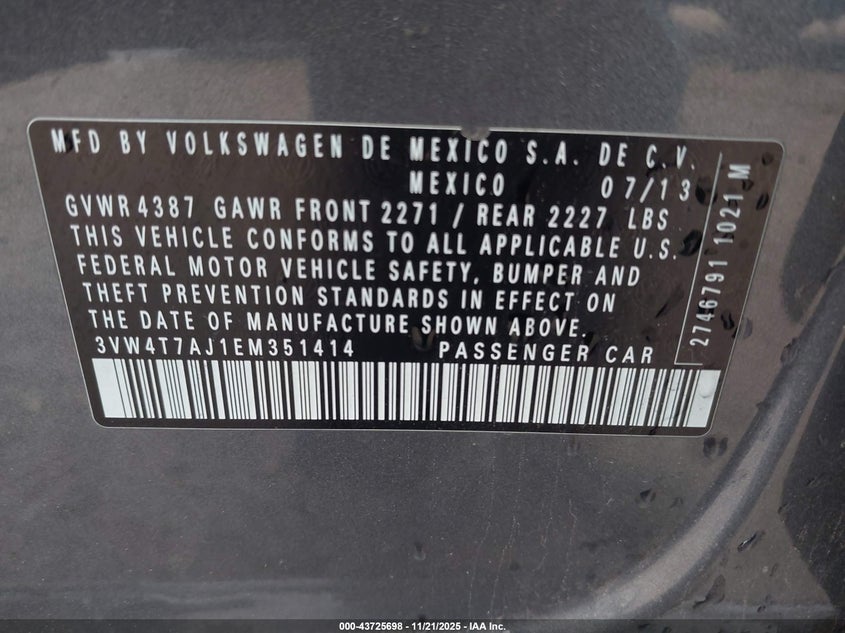 MFD BY VOLKSWAGEN DE MEXICO S.A. DE C.V.
MEXICO 07/13
GVWR 4387 GAWR FRONT 2271 / REAR 2227 LBS
THIS VEHICLE CONFORMS TO ALL APPLICABLE U.S.
FEDERAL MOTOR VEHICLE SAFETY, BUMPER AND
THEFT PREVENTION STANDARDS IN EFFECT ON
THE DATE OF MANUFACTURE SHOWN ABOVE.
3VW4T7AJ1EM351414 PASSENGER CAR
2746791 1021 M
000-43725698 - 11/21/2025 - IAA Inc.